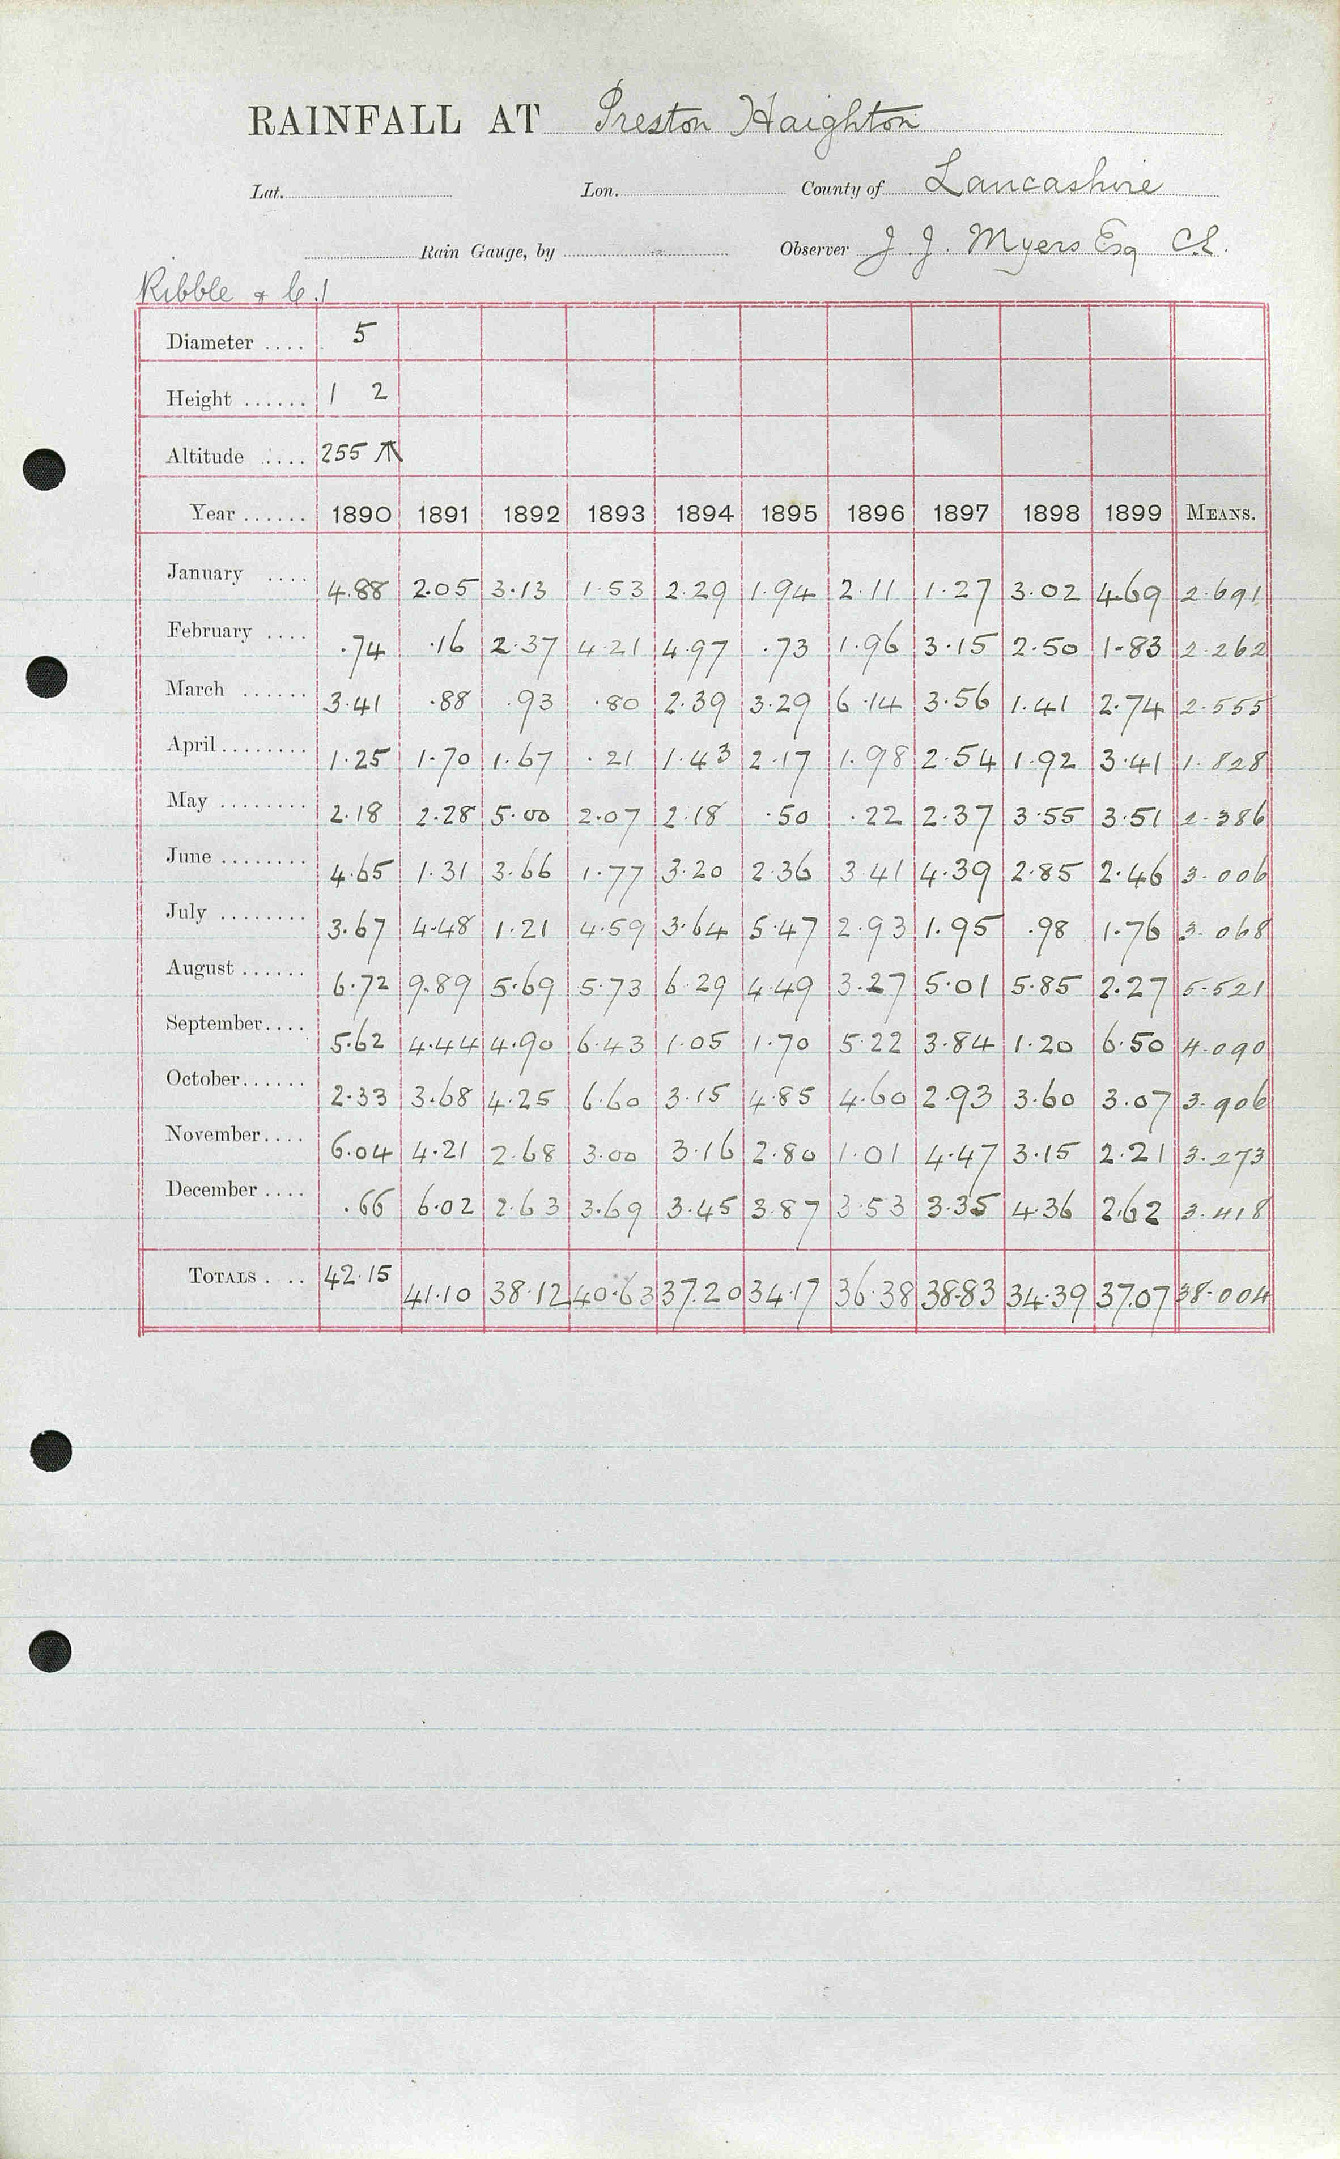 RAINFALL AT Preston Haighton
Lat. Lon. County of Lancashire
Rain Gauge, by Observer J. J. Myers Esq C.E.
Ribble &
Diameter .... 5
Height ...... 1 2
Altitude .... 255
Year ...... 1890 1891 1892 1893 1894 1895 1896 1897 1898 1899 MEANS.
January .... 4.88 2.05 3.13 1.53 2.29 1.94 2.11 1.27 3.02 4.69 2.691
February .... .74 .16 2.37 4.21 4.97 .73 1.96 3.15 2.50 1.83 2.262
March ...... 3.41 .88 .93 .80 2.39 3.29 6.14 3.56 1.41 2.74 2.555
April ........ 1.25 1.70 1.67 .21 1.43 2.17 1.98 2.54 1.92 3.41 1.828
May ........ 2.18 2.28 5.00 2.07 2.18 .50 .22 2.37 3.55 3.51 2.386
June ........ 4.65 1.31 3.66 1.77 3.20 2.36 3.41 4.39 2.85 2.46 3.006
July ........ 3.67 4.48 1.21 4.59 3.64 5.47 2.93 1.95 .98 1.76 3.068
August ...... 6.72 9.89 5.69 5.73 6.29 4.49 3.27 5.01 5.85 2.27 5.521
September .... 5.62 4.44 4.90 6.43 1.05 1.70 5.22 3.84 1.20 6.50 4.090
October ...... 2.33 3.68 4.25 6.60 3.15 4.85 4.60 2.93 3.60 3.07 3.906
November .... 6.04 4.21 2.68 3.00 3.16 2.80 1.01 4.47 3.15 2.21 3.273
December .... .66 6.02 2.63 3.69 3.45 3.87 3.53 3.35 4.36 2.62 3.418
TOTALS . .. 42.15 41.10 38.12 40.63 37.20 34.17 36.38 38.83 34.39 37.07 38.004